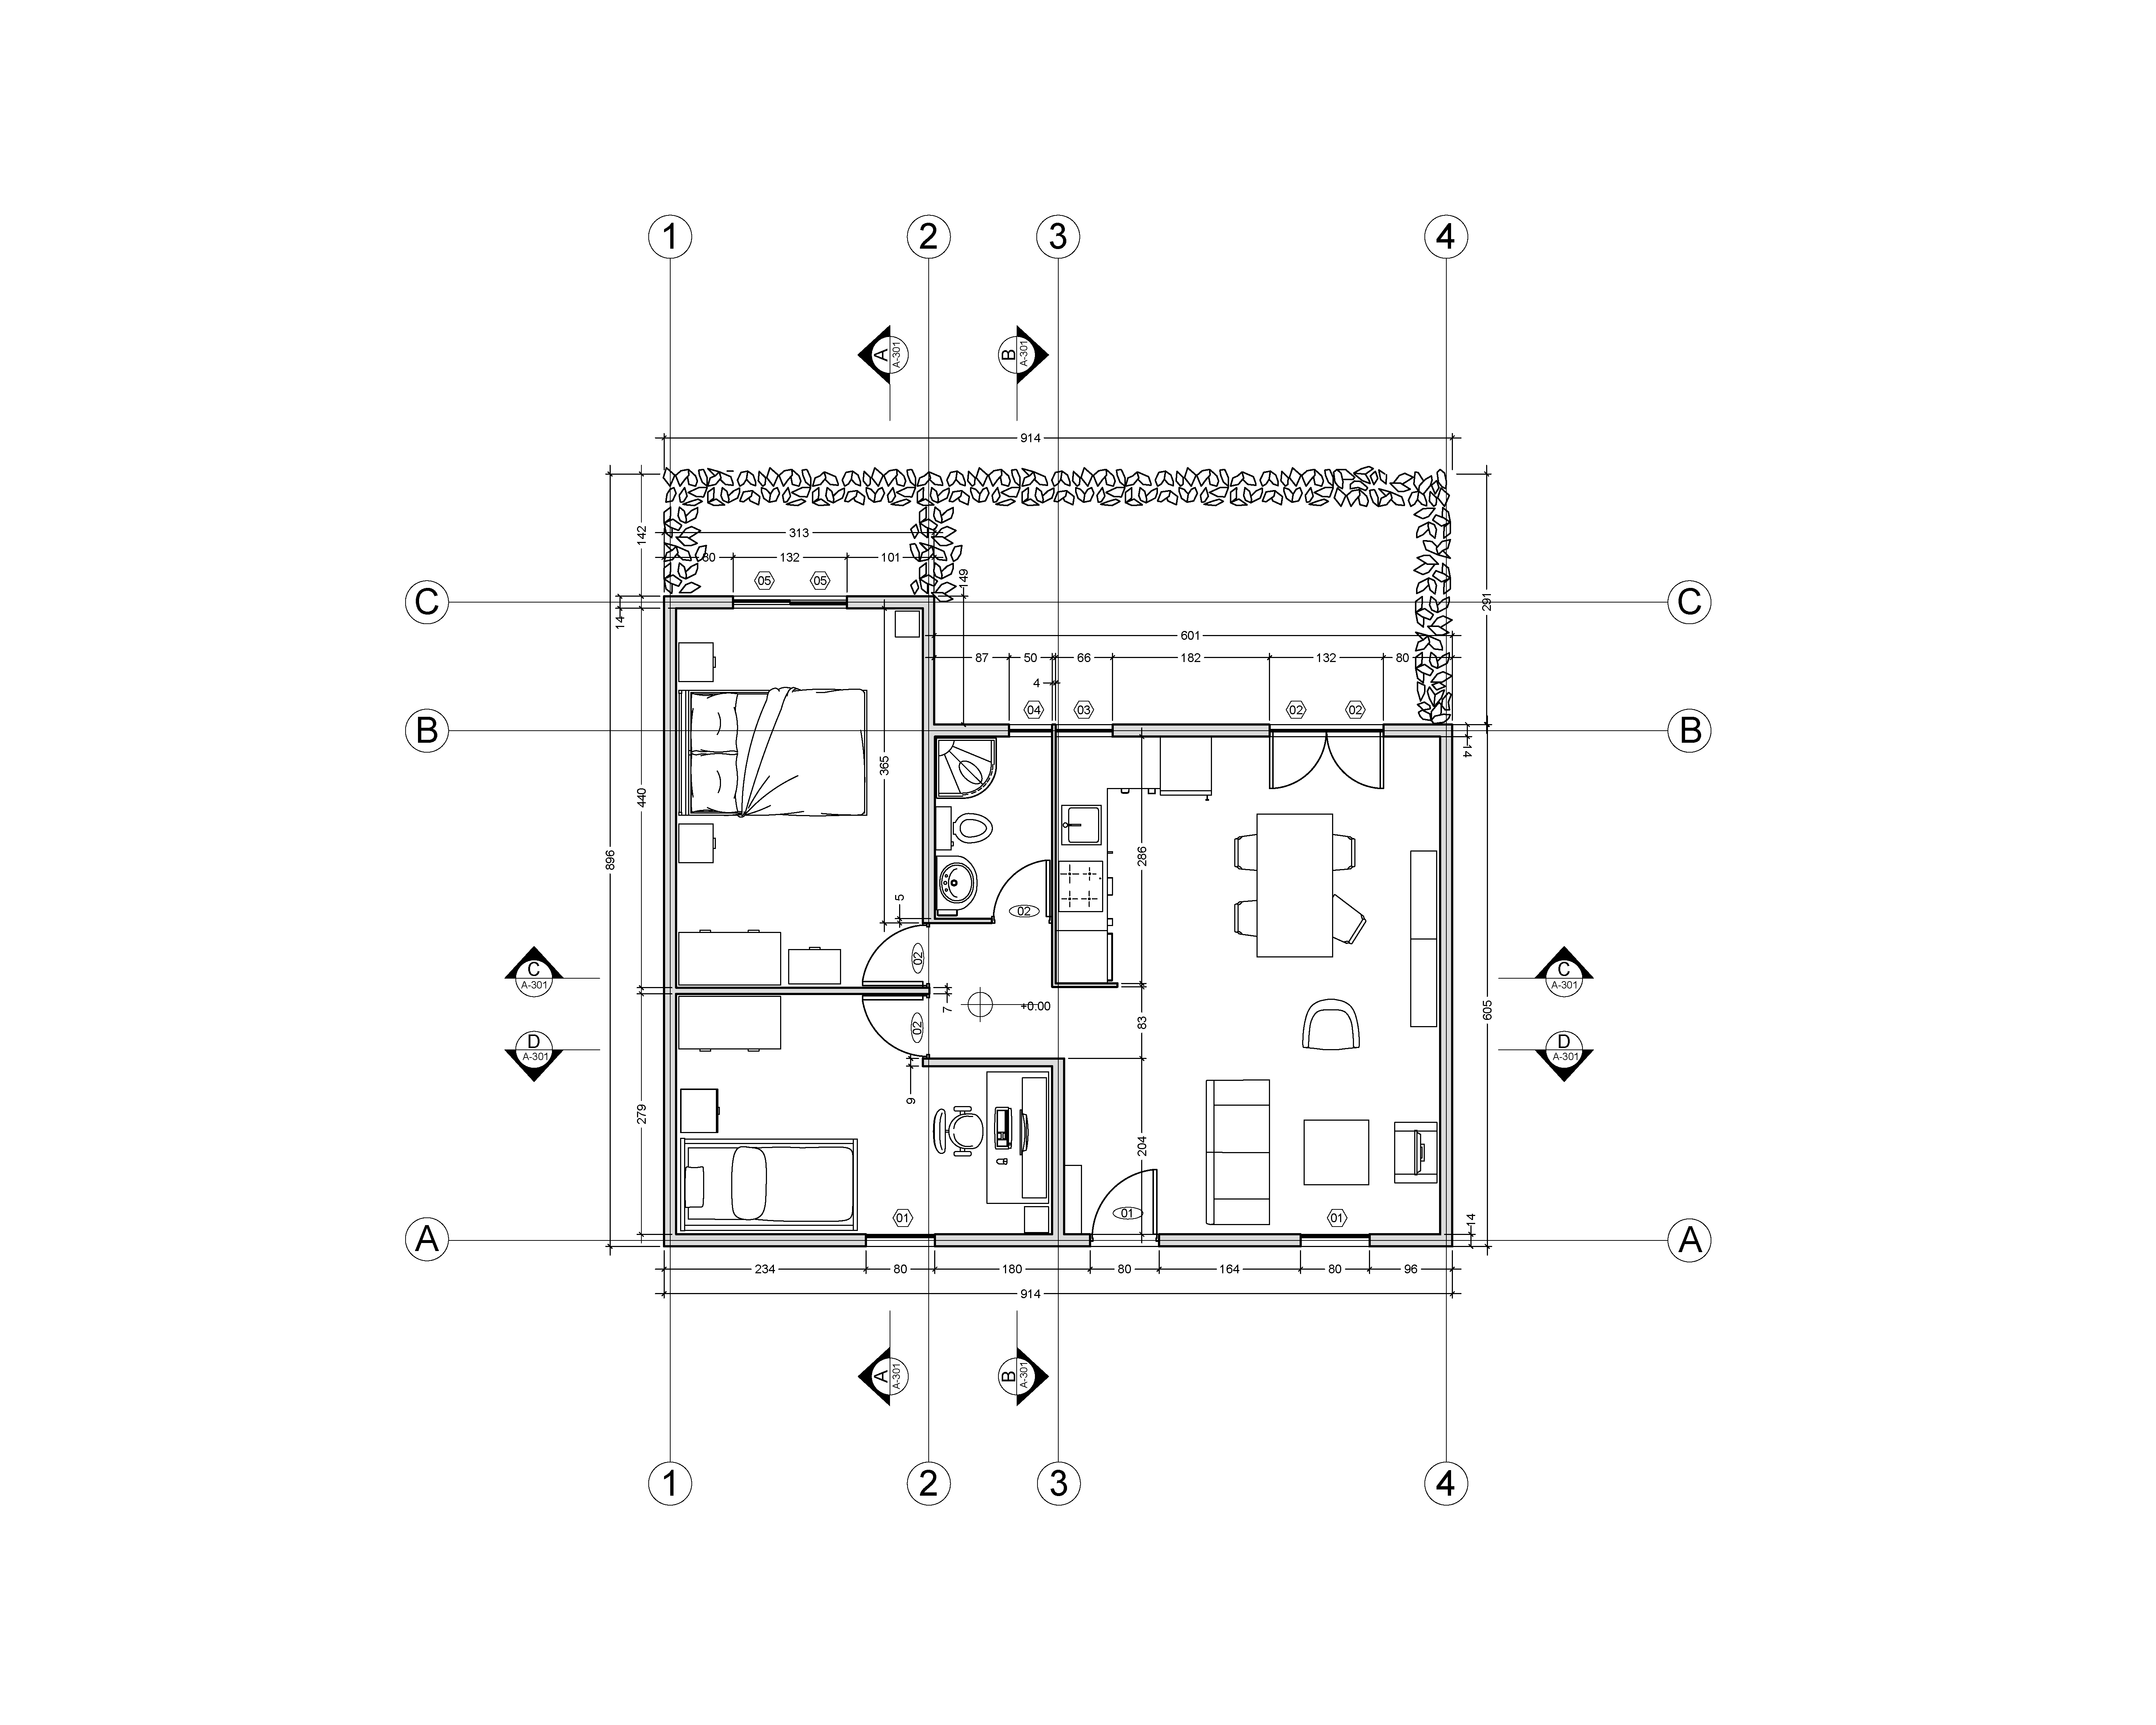 1 2 3 4
A A-301 B A-301
914
313
142
80 132 101
05 05
149
C C
14
291
601
87 50 66 182 132 80
4
04 03 02 02
B B
14
365
440
286
896
5
02
02
C A-301 C A-301
7 +0.00
605
02
83
D A-301 D A-301
9
279
204
01 01 01
14
A A
234 80 180 80 164 80 96
914
A A-301 B A-301
1 2 3 4